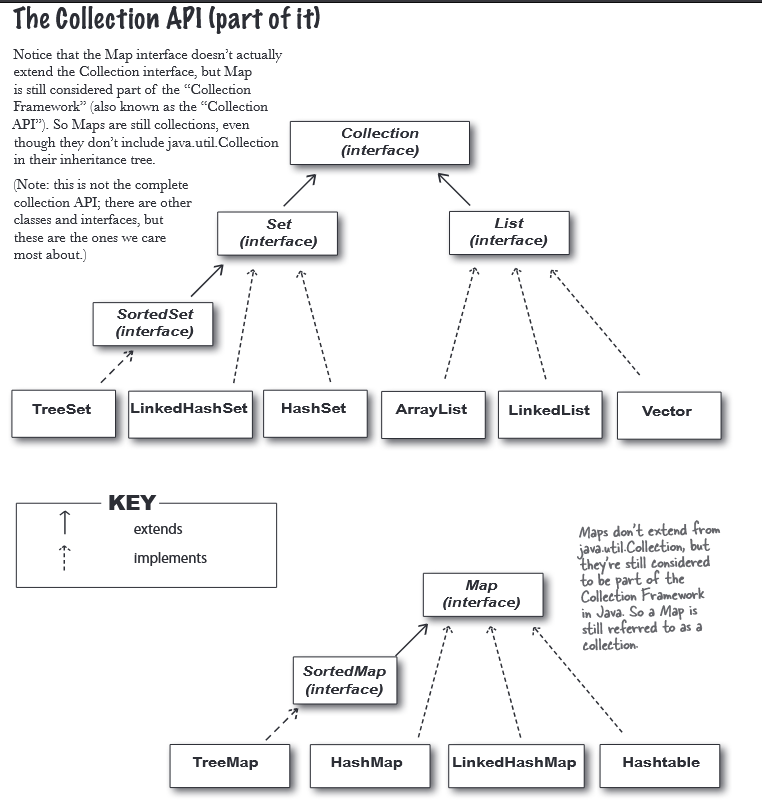 The Collection API (part of it)
Notice that the Map interface doesn't actually
extend the Collection interface, but Map
is still considered part of the “Collection
Framework” (also known as the “Collection
API”). So Maps are still collections, even
though they don't include java.util.Collection
in their inheritance tree.
(Note: this is not the complete
collection API; there are other
classes and interfaces, but
these are the ones we care
most about.)
Collection
(interface)
Set
(interface)
List
(interface)
SortedSet
(interface)
TreeSet
LinkedHashSet
HashSet
ArrayList
LinkedList
Vector
KEY
extends
implements
Maps don't extend from
java.util.Collection, but
they're still considered
to be part of the
Collection Framework
in Java. So a Map is
still referred to as a
collection.
Map
(interface)
SortedMap
(interface)
TreeMap
HashMap
LinkedHashMap
Hashtable